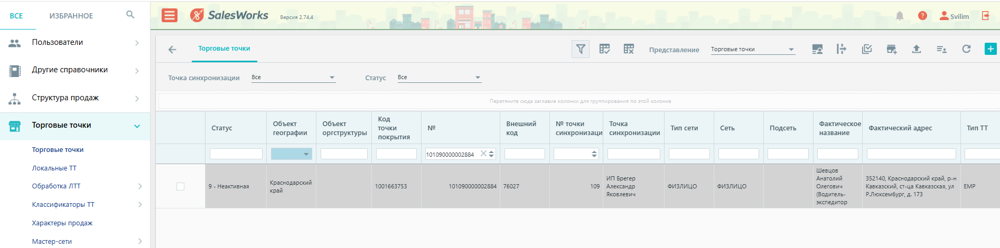 ВСЕ
ИЗБРАННОЕ
SalesWorks
Версия 2.74.4
Svilim
Пользователи
Другие справочники
Структура продаж
Торговые точки
Торговые точки
Локальные ТТ
Обработка ЛТТ
Классификаторы ТТ
Характеры продаж
Мастер-сети
Торговые точки
Представление
Торговые точки
Точка синхронизации
Все
Статус
Все
Перетяните сюда заглавие колонки для группирования по этой колонке
Статус
Объект
географии
Объект
оргструктуры
Код
точки
покрытия
№
Внешний
код
№ точки
синхронизаци
Точка
синхронизации
Тип сети
Сеть
Подсеть
Фактическое
название
Фактический адрес
Тип ТТ
101090000002884
9 - Неактивная
Краснодарский
край
1001663753
101090000002884
76027
109
ИП Брегер
Александр
Яковлевич
ФИЗЛИЦО
ФИЗЛИЦО
Шевцов
Анатолий
Олегович
(Водитель-
экспедитор
352140, Краснодарский край, р-н
Кавказский, ст-ца Кавказская, ул
Р.Люксембург, д. 173
EMP